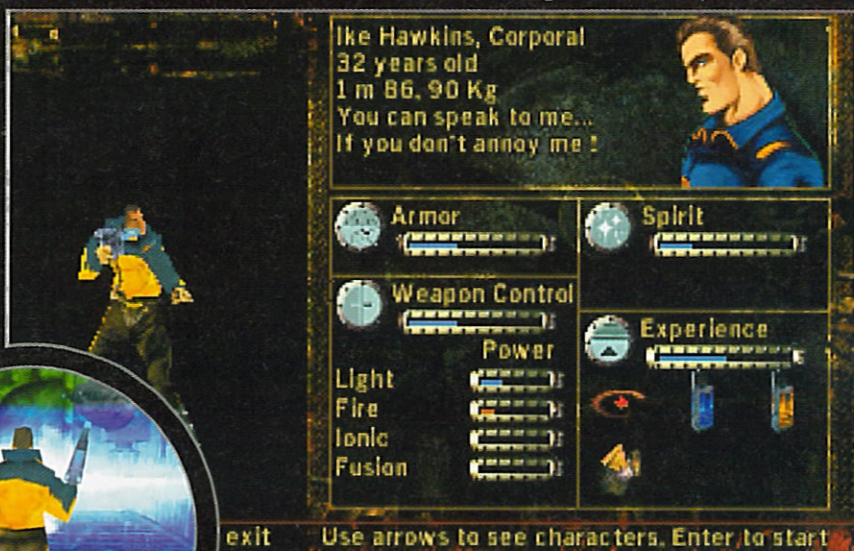 Ike Hawkins, Corporal
32 years old
1 m 86, 90 Kg
You can speak to me...
If you don't annoy me !
Armor
Spirit
Weapon Control
Experience
Power
Light
Fire
Ionic
Fusion
exit
Use arrows to see characters. Enter to start